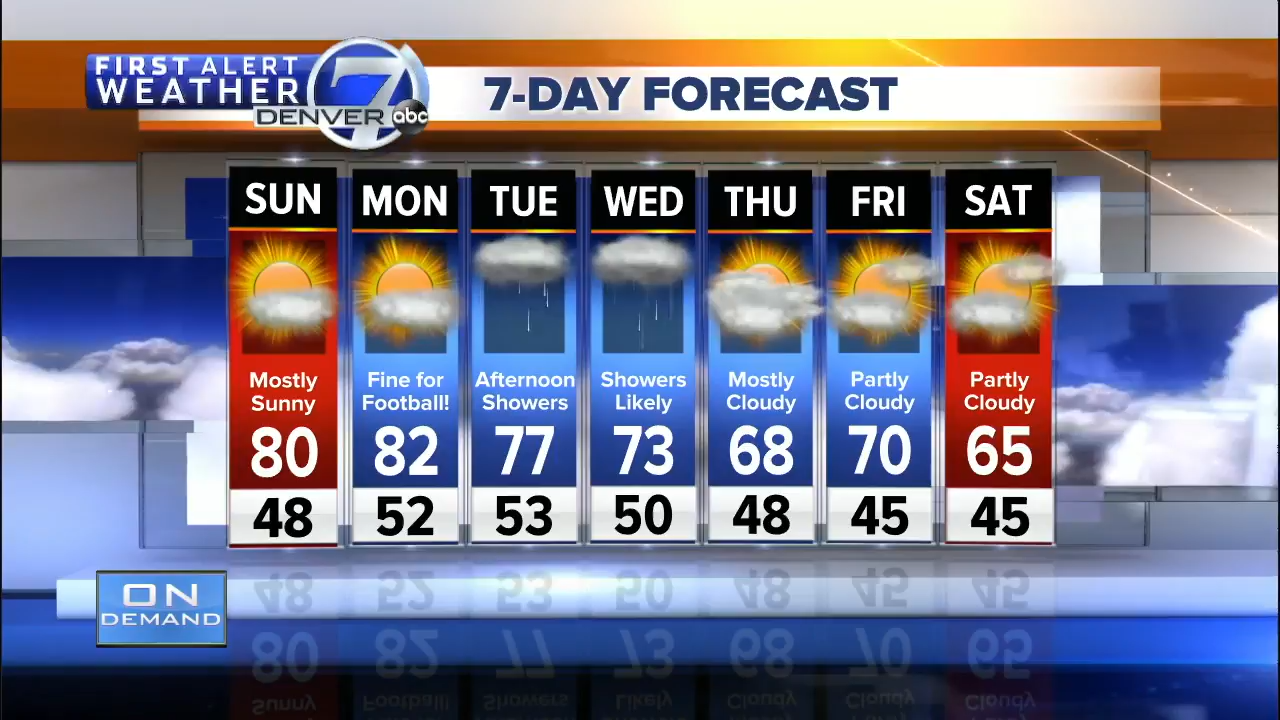 FIRST ALERT
WEATHER
7
DENVER
abc
7-DAY FORECAST
SUN MON TUE WED THU FRI SAT
Mostly Fine for Afternoon Showers Mostly Partly Partly
Sunny Football! Showers Likely Cloudy Cloudy Cloudy
80 82 77 73 68 70 65
48 52 53 50 48 45 45
ON
DEMAND